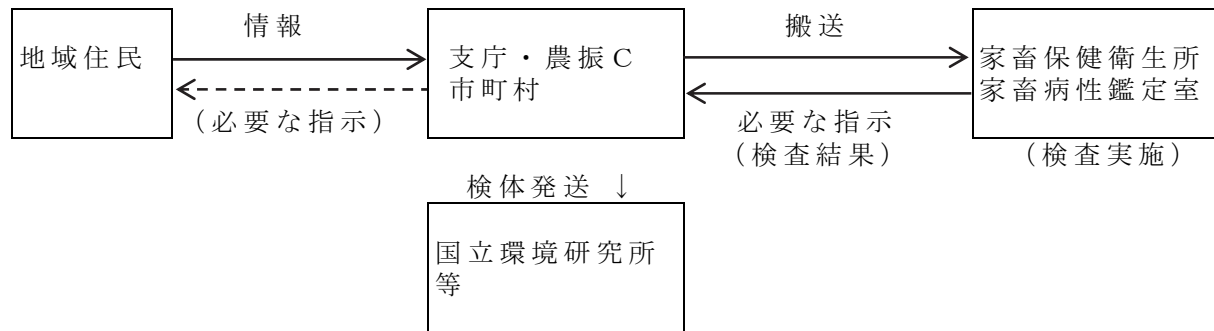 情報
搬送
地域住民
支庁・農振C
市町村
家畜保健衛生所
家畜病性鑑定室
(必要な指示)
必要な指示
(検査結果)
(検査実施)
検体発送 ↓
国立環境研究所
等